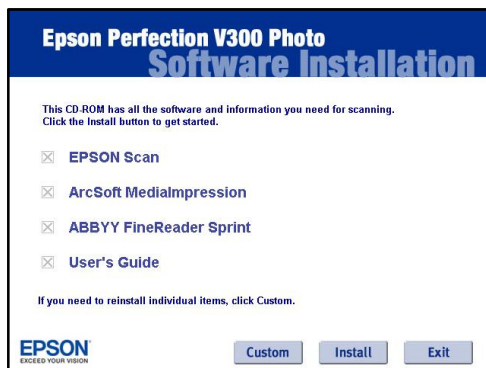 Epson Perfection V300 Photo
Software Installation
This CD-ROM has all the software and information you need for scanning.
Click the Install button to get started.
EPSON Scan
ArcSoft MediaImpression
ABBYY FineReader Sprint
User's Guide
If you need to reinstall individual items, click Custom.
EPSON
EXCEED YOUR VISION
Custom
Install
Exit